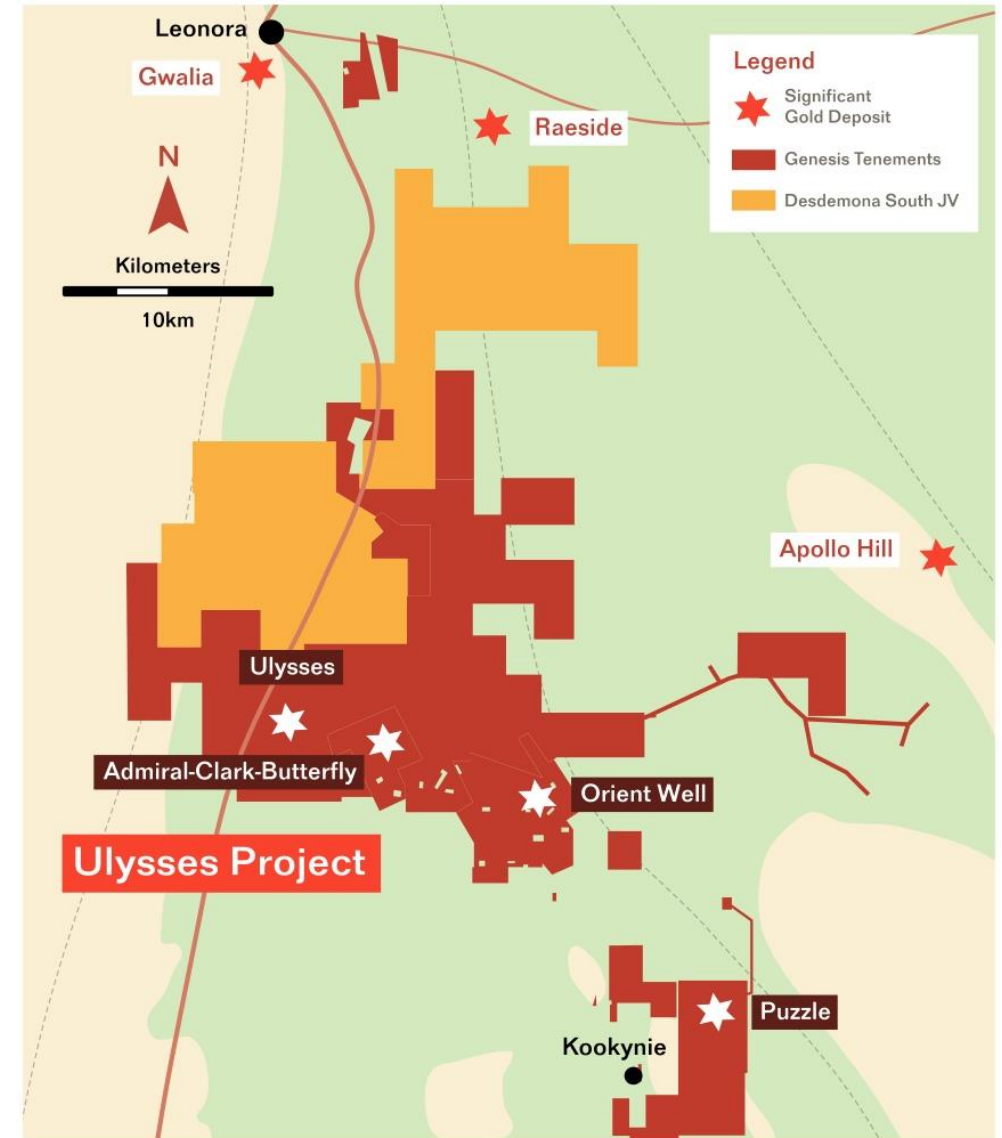 Leonora
Gwalia
Raeside
Legend
Significant
Gold Deposit
Genesis Tenements
Desdemona South JV
N
Kilometers
10km
Apollo Hill
Ulysses
Admiral-Clark-Butterfly
Orient Well
Ulysses Project
Puzzle
Kookynie